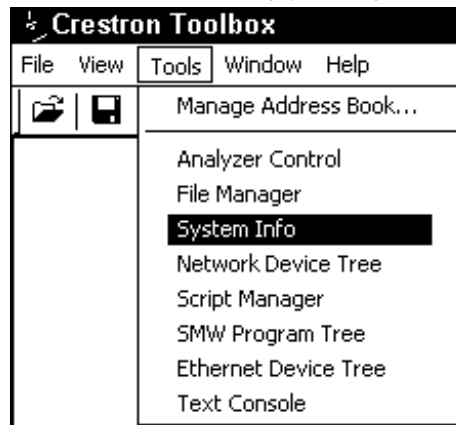 Crestron Toolbox
File View Tools Window Help
Manage Address Book...
Analyzer Control
File Manager
System Info
Network Device Tree
Script Manager
SMW Program Tree
Ethernet Device Tree
Text Console